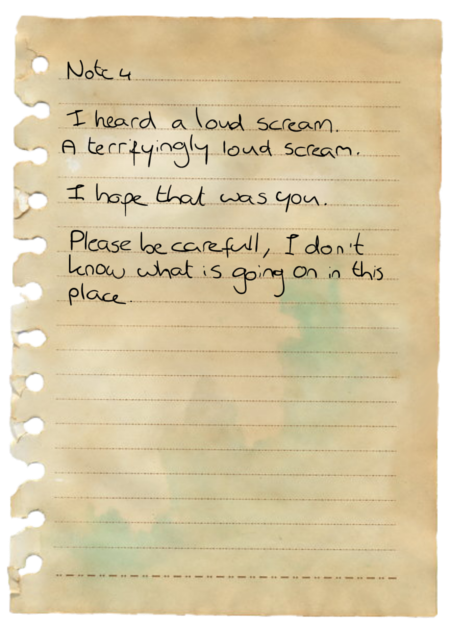 Note 4
I heard a loud scream.
A terrifyingly loud scream.
I hope that was you.
Please be carefull, I don't
know what is going on in this
place.